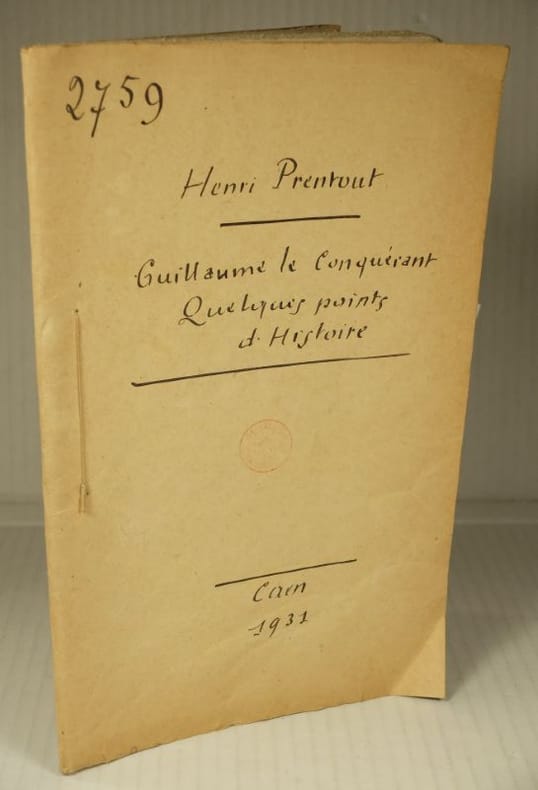 2759
Henri Prentout
Guillaume le Conquérant
Quelques points
d'Histoire
Caen
1931